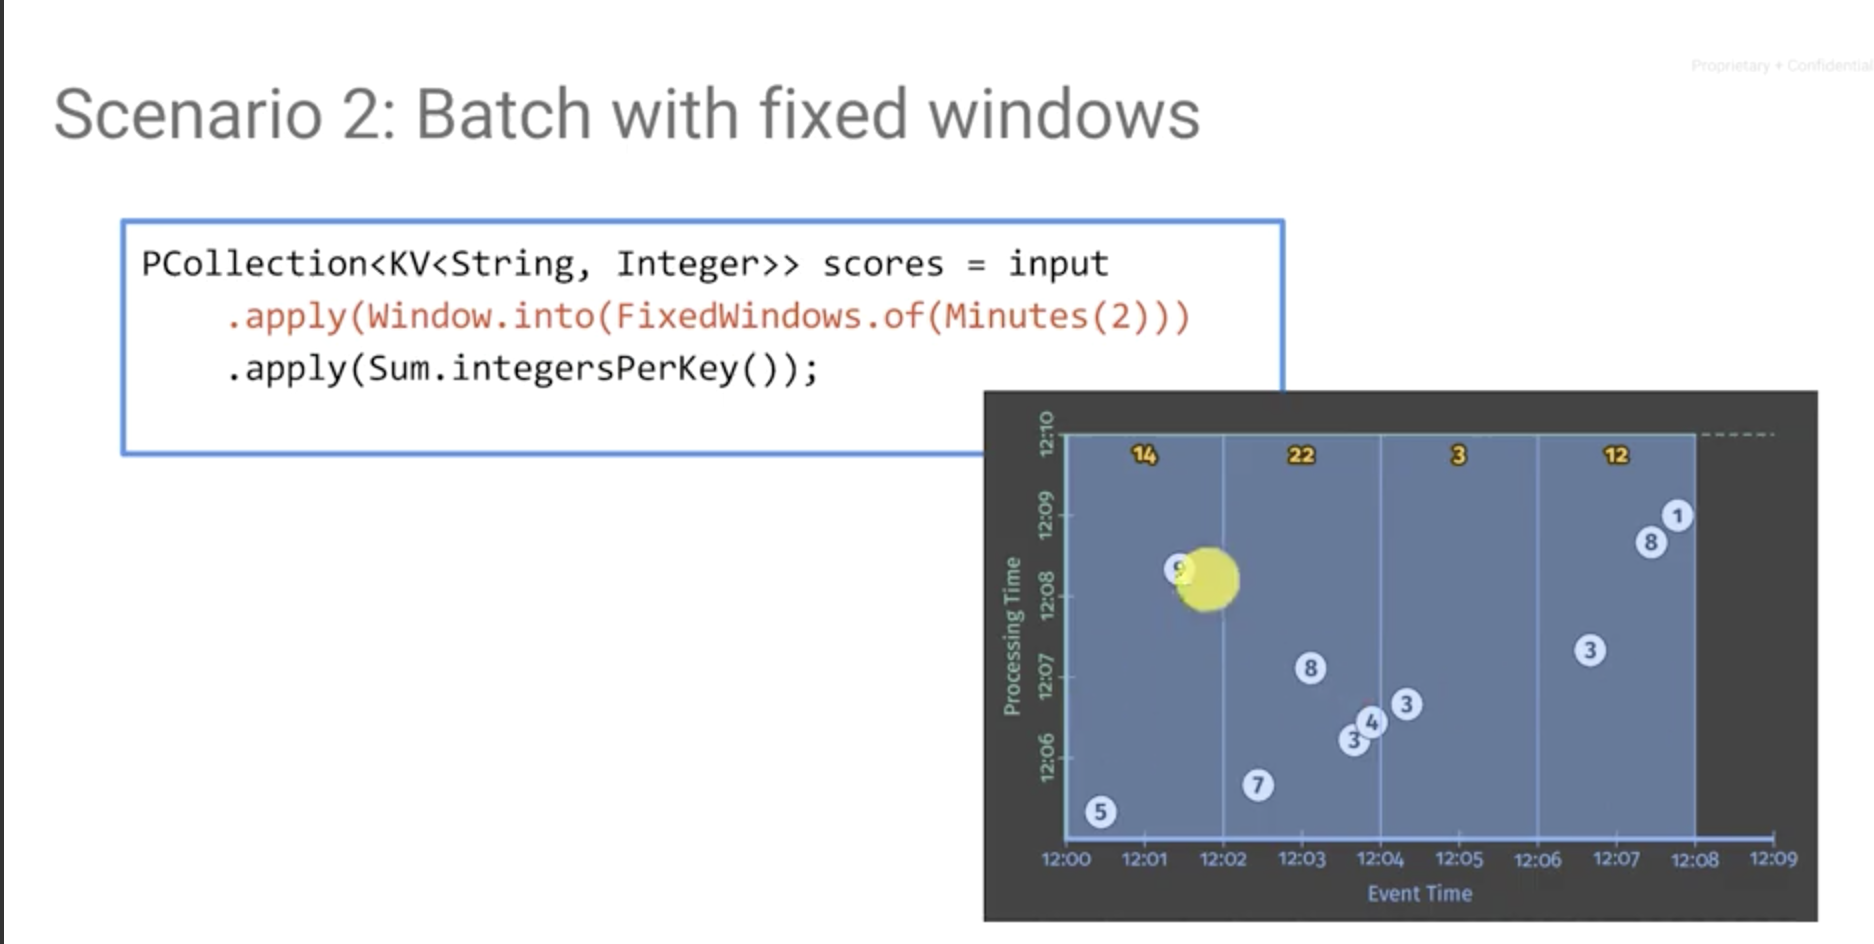 Proprietary + Confidential
Scenario 2: Batch with fixed windows
PCollection<KV<String, Integer>> scores = input
.apply(Window.into(FixedWindows.of(Minutes(2)))
.apply(Sum.integersPerKey());
12:10
12:09
12:08
12:07
12:06
Processing Time
14 22 3 12
1
8
9
3
8
3
4
3
7
5
12:00 12:01 12:02 12:03 12:04 12:05 12:06 12:07 12:08 12:09
Event Time